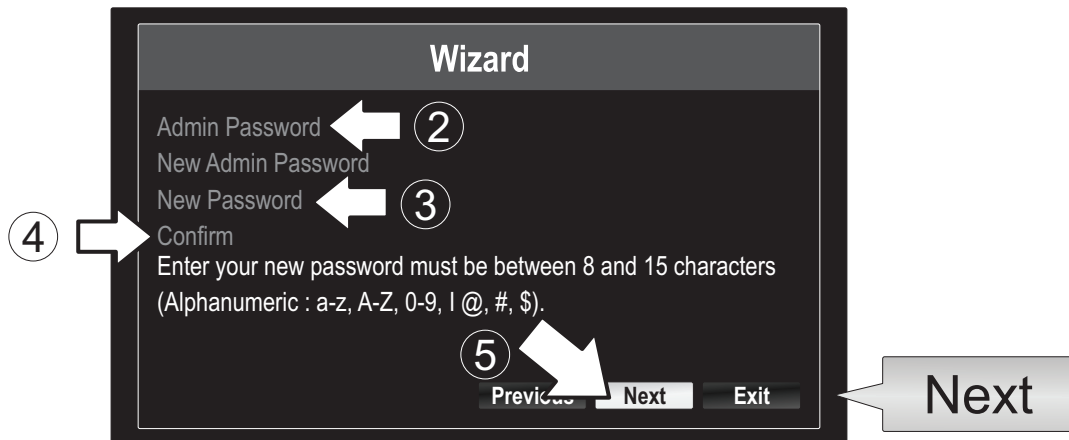 Wizard
Admin Password
②
New Admin Password
New Password
③
④
Confirm
Enter your new password must be between 8 and 15 characters
(Alphanumeric : a-z, A-Z, 0-9, I @, #, $).
⑤
Previous Next Exit
Next